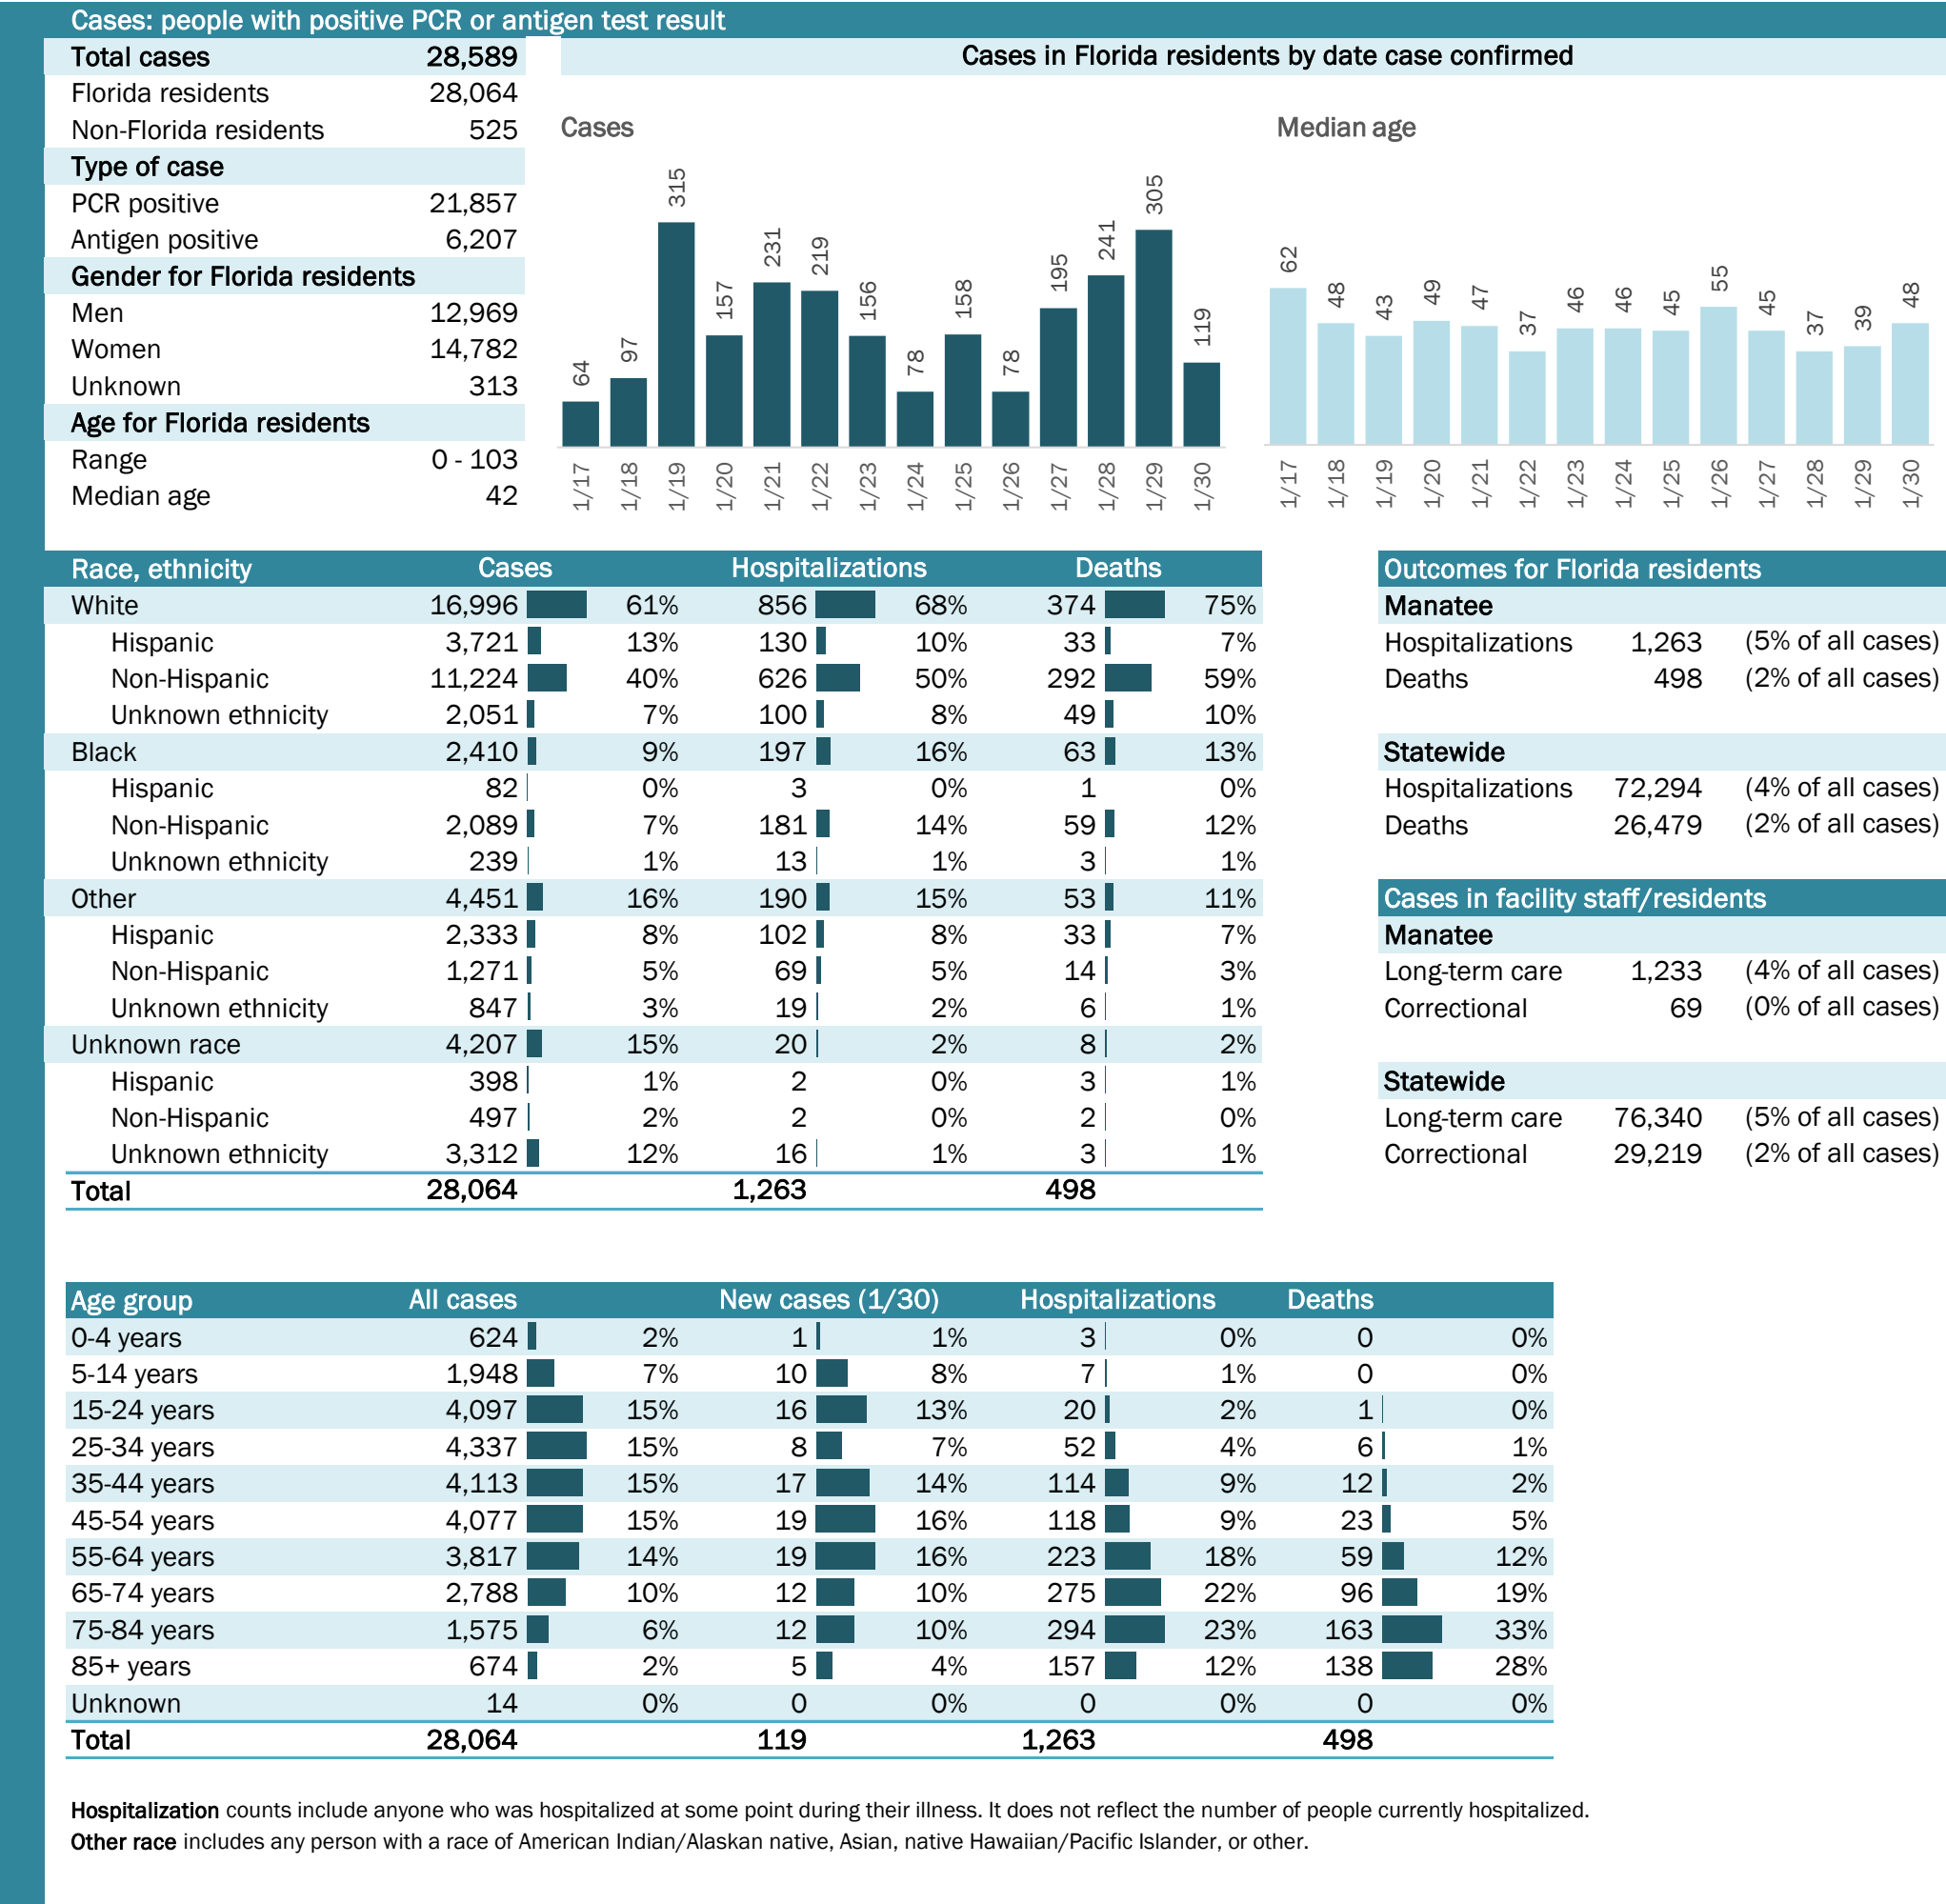 Cases: people with positive PCR or antigen test result
Total cases 28,589
Florida residents 28,064
Non-Florida residents 525
Type of case
PCR positive 21,857
Antigen positive 6,207
Gender for Florida residents
Men 12,969
Women 14,782
Unknown 313
Age for Florida residents
Range 0 - 103
Median age 42
Cases in Florida residents by date case confirmed
Cases
64 97 315 157 231 219 156 78 158 78 195 241 305 119
1/17 1/18 1/19 1/20 1/21 1/22 1/23 1/24 1/25 1/26 1/27 1/28 1/29 1/30
Median age
62 48 43 49 47 37 46 46 45 55 45 37 39 48
1/17 1/18 1/19 1/20 1/21 1/22 1/23 1/24 1/25 1/26 1/27 1/28 1/29 1/30
Race, ethnicity Cases Hospitalizations Deaths
White 16,996 61% 856 68% 374 75%
Hispanic 3,721 13% 130 10% 33 7%
Non-Hispanic 11,224 40% 626 50% 292 59%
Unknown ethnicity 2,051 7% 100 8% 49 10%
Black 2,410 9% 197 16% 63 13%
Hispanic 82 0% 3 0% 1 0%
Non-Hispanic 2,089 7% 181 14% 59 12%
Unknown ethnicity 239 1% 13 1% 3 1%
Other 4,451 16% 190 15% 53 11%
Hispanic 2,333 8% 102 8% 33 7%
Non-Hispanic 1,271 5% 69 5% 14 3%
Unknown ethnicity 847 3% 19 2% 6 1%
Unknown race 4,207 15% 20 2% 8 2%
Hispanic 398 1% 2 0% 3 1%
Non-Hispanic 497 2% 2 0% 2 0%
Unknown ethnicity 3,312 12% 16 1% 3 1%
Total 28,064 1,263 498
Outcomes for Florida residents
Manatee
Hospitalizations 1,263 (5% of all cases)
Deaths 498 (2% of all cases)
Statewide
Hospitalizations 72,294 (4% of all cases)
Deaths 26,479 (2% of all cases)
Cases in facility staff/residents
Manatee
Long-term care 1,233 (4% of all cases)
Correctional 69 (0% of all cases)
Statewide
Long-term care 76,340 (5% of all cases)
Correctional 29,219 (2% of all cases)
Age group All cases New cases (1/30) Hospitalizations Deaths
0-4 years 624 2% 1 1% 3 0% 0 0%
5-14 years 1,948 7% 10 8% 7 1% 0 0%
15-24 years 4,097 15% 16 13% 20 2% 1 0%
25-34 years 4,337 15% 8 7% 52 4% 6 1%
35-44 years 4,113 15% 17 14% 114 9% 12 2%
45-54 years 4,077 15% 19 16% 118 9% 23 5%
55-64 years 3,817 14% 19 16% 223 18% 59 12%
65-74 years 2,788 10% 12 10% 275 22% 96 19%
75-84 years 1,575 6% 12 10% 294 23% 163 33%
85+ years 674 2% 5 4% 157 12% 138 28%
Unknown 14 0% 0 0% 0 0% 0 0%
Total 28,064 119 1,263 498
Hospitalization counts include anyone who was hospitalized at some point during their illness. It does not reflect the number of people currently hospitalized.
Other race includes any person with a race of American Indian/Alaskan native, Asian, native Hawaiian/Pacific Islander, or other.